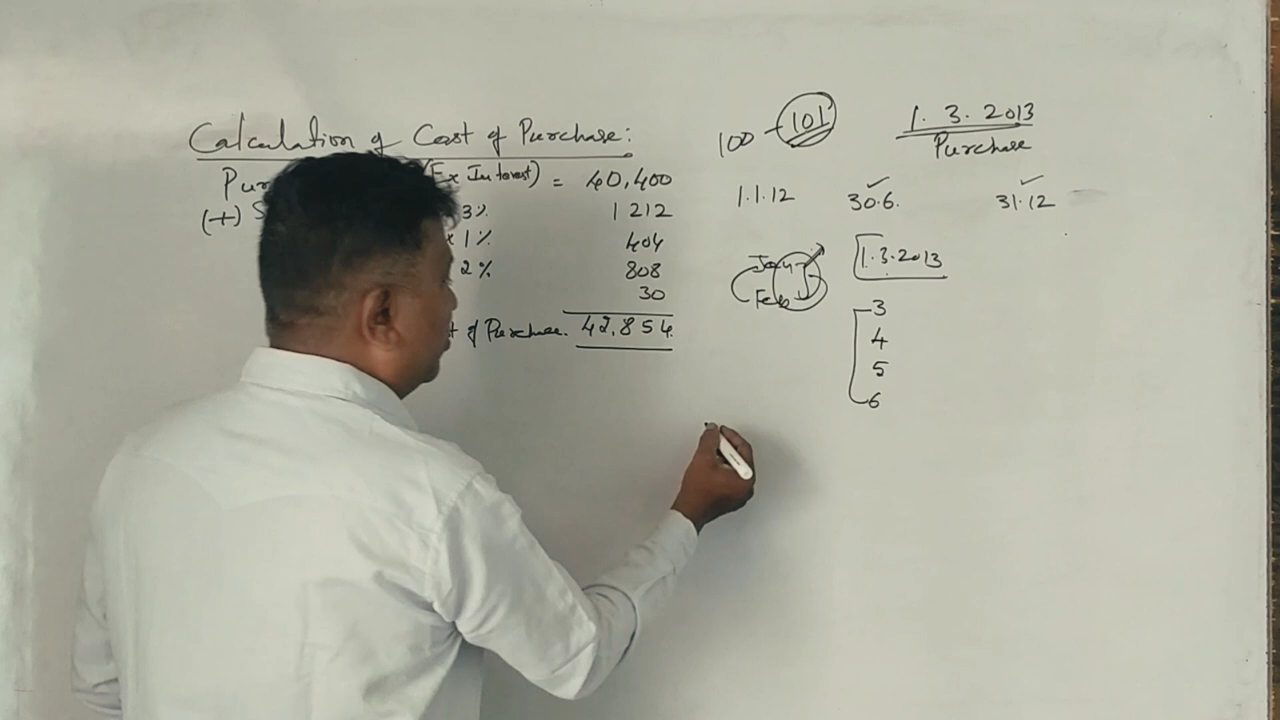 Calculation of Cost of Purchase:
Pur (Ex Interest) = 40,400
(+) S 3% 1212
x 1% 404
2% 808
30
of Purchase. 42,854
100 - 101
1. 3. 2013
Purchase
1.1.12 30.6. 31.12
Jan
Feb
1.3.2013
3
4
5
6